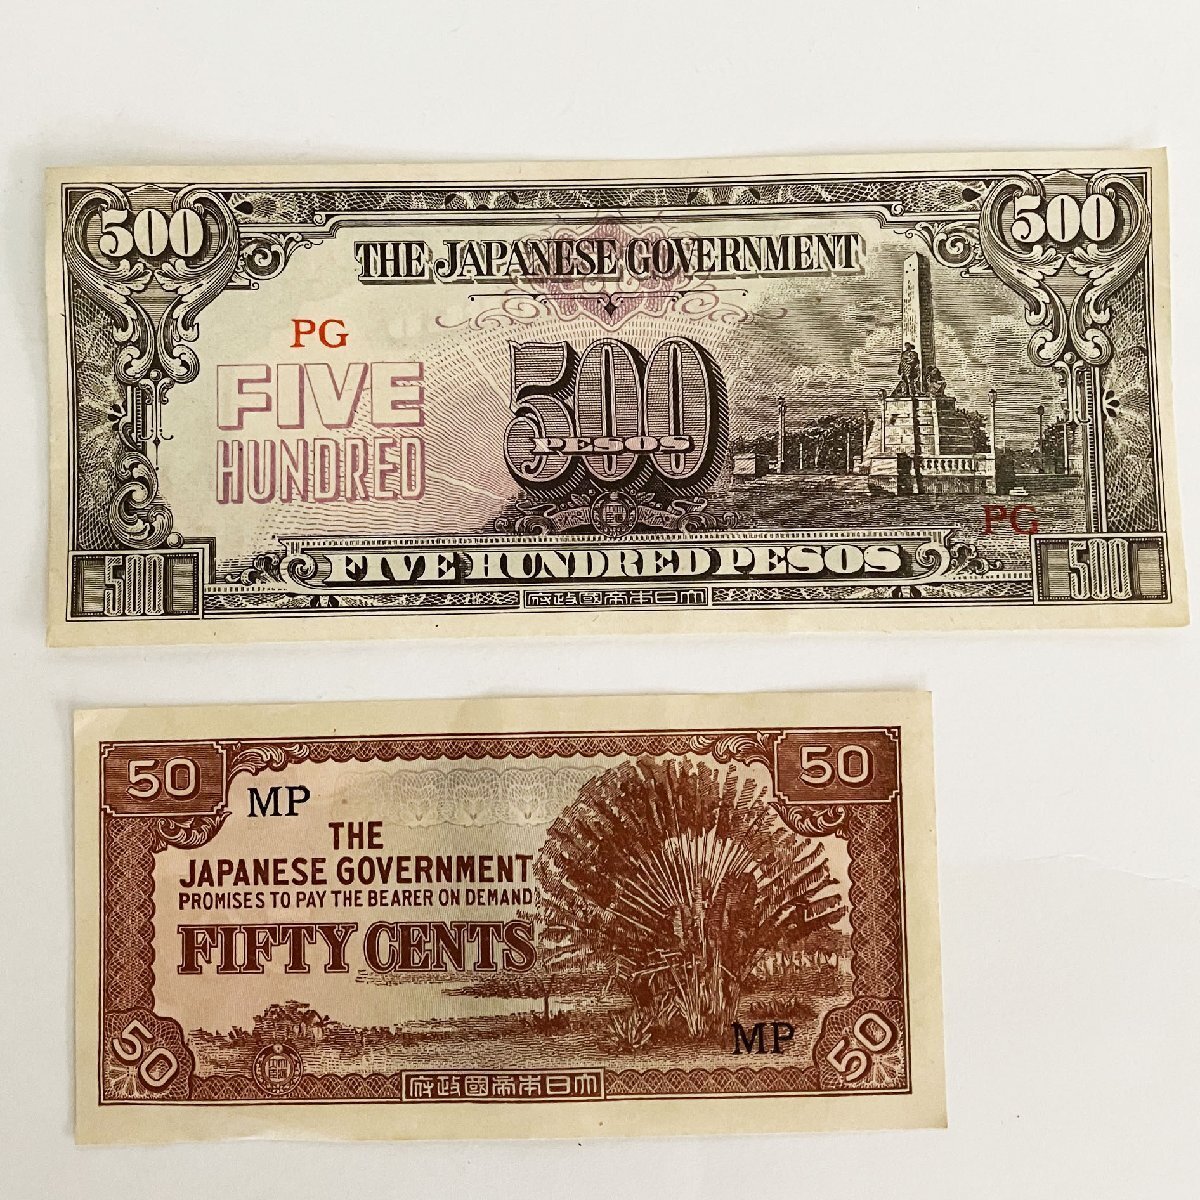 500
500
THE JAPANESE GOVERNMENT
PG
FIVE
HUNDRED
500
PESOS
PG
FIVE HUNDRED PESOS
500
500
府政國帝本日大
50
50
MP
THE
JAPANESE GOVERNMENT
PROMISES TO PAY THE BEARER ON DEMAND
FIFTY CENTS
MP
50
50
府政國帝本日大